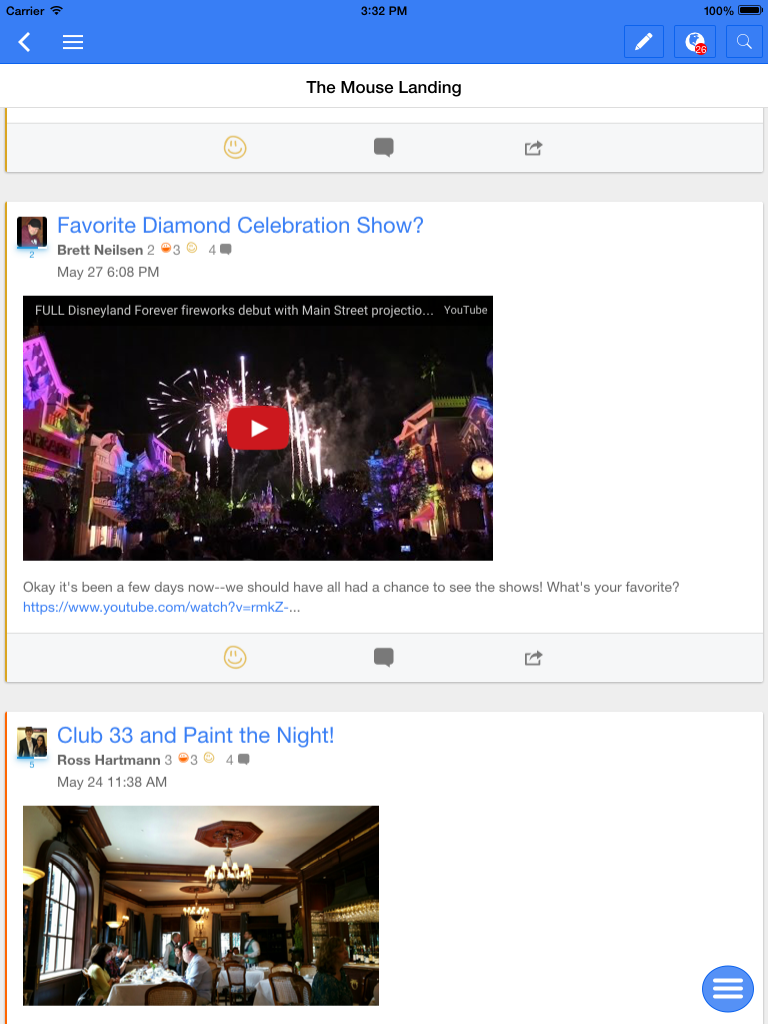 Carrier 3:32 PM 100%
26
The Mouse Landing
Favorite Diamond Celebration Show?
Brett Neilsen 2 3 4
2
May 27 6:08 PM
FULL Disneyland Forever fireworks debut with Main Street projectio... YouTube
Okay it's been a few days now--we should have all had a chance to see the shows! What's your favorite?
https://www.youtube.com/watch?v=rmkZ-...
Club 33 and Paint the Night!
Ross Hartmann 3 3 4
5
May 24 11:38 AM